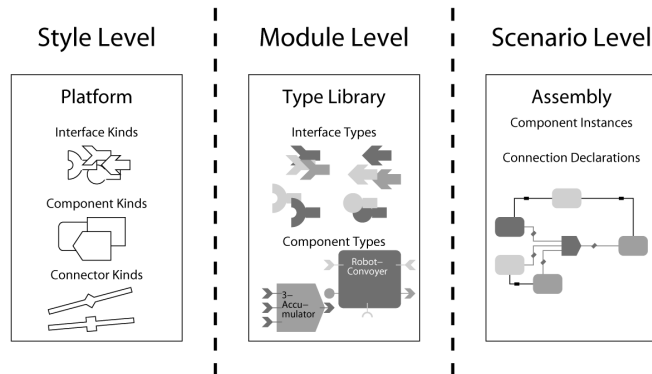 Style Level
Module Level
Scenario Level
Platform
Interface Kinds
Component Kinds
Connector Kinds
Type Library
Interface Types
Component Types
Robot–
Convoyer
3–
Accu–
mulator
Assembly
Component Instances
Connection Declarations